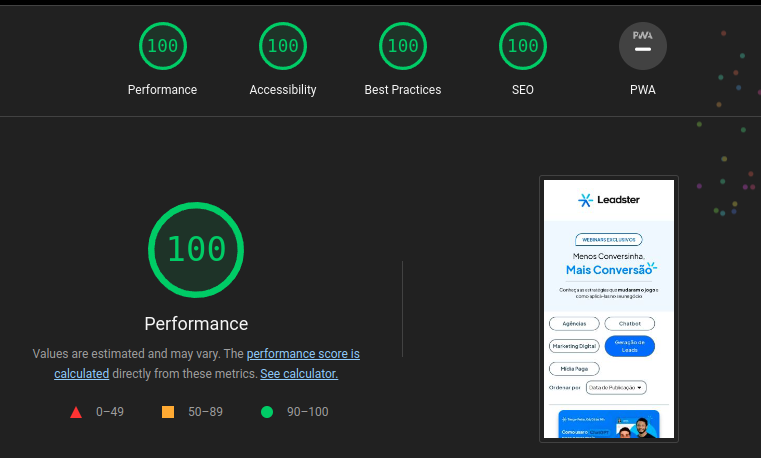 100 100 100 100 PWA
Performance Accessibility Best Practices SEO PWA
100
Performance
Values are estimated and may vary. The performance score is
calculated directly from these metrics. See calculator.
0–49 50–89 90–100
Leadster
WEBINARS EXCLUSIVOS
Menos Conversinha,
Mais Conversão
Conheça as estratégias que mudaram o jogo e
como aplicá-las no seu negócio
Agências Chatbot
Marketing Digital Geração de
Leads
Mídia Paga
Ordenar por Data de Publicação